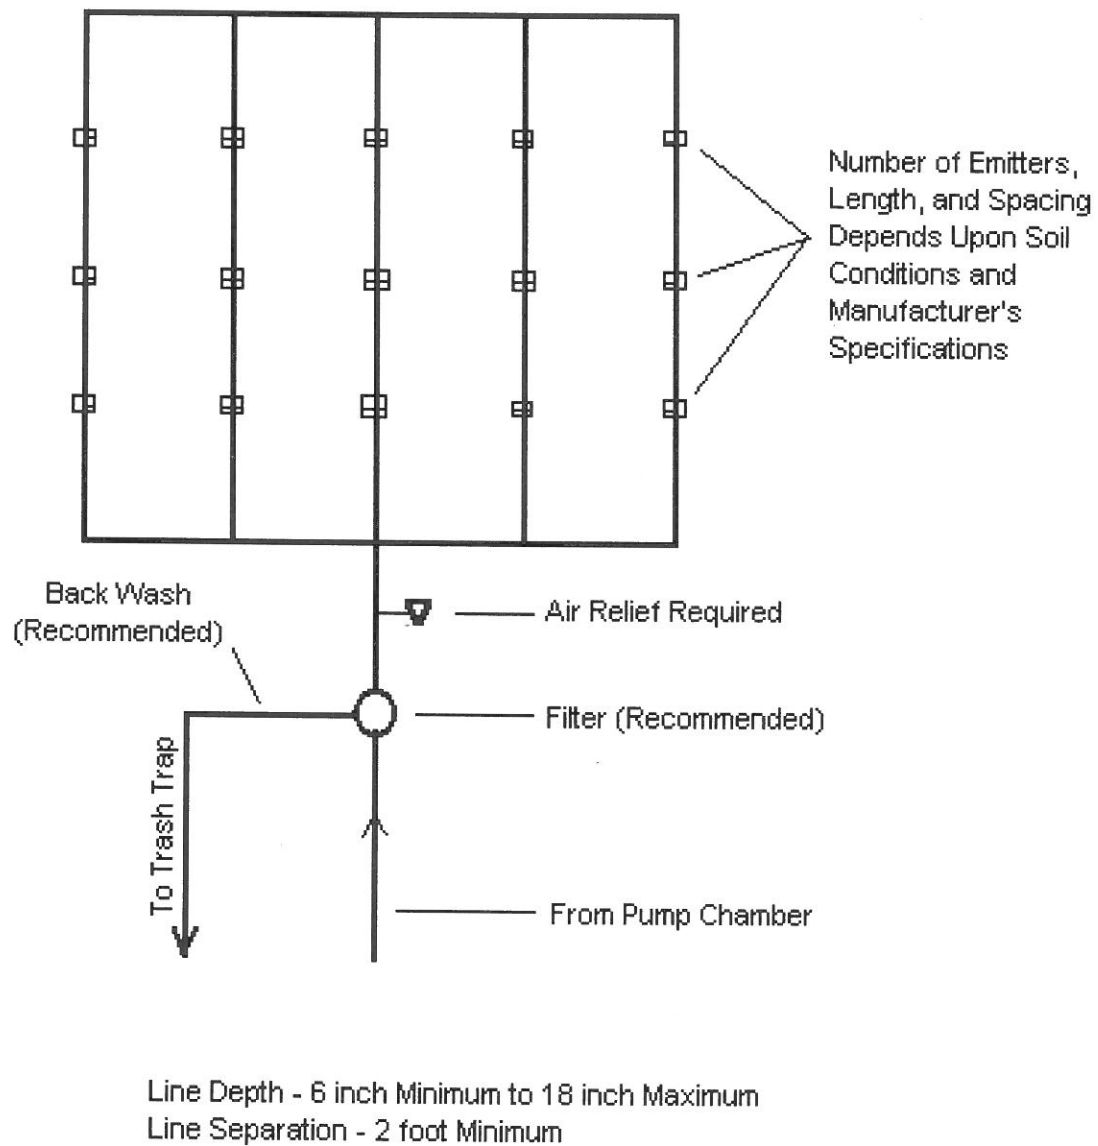 Number of Emitters,
Length, and Spacing
Depends Upon Soil
Conditions and
Manufacturer's
Specifications
Back Wash
(Recommended)
Air Relief Required
Filter (Recommended)
To Trash Trap
From Pump Chamber
Line Depth - 6 inch Minimum to 18 inch Maximum
Line Separation - 2 foot Minimum